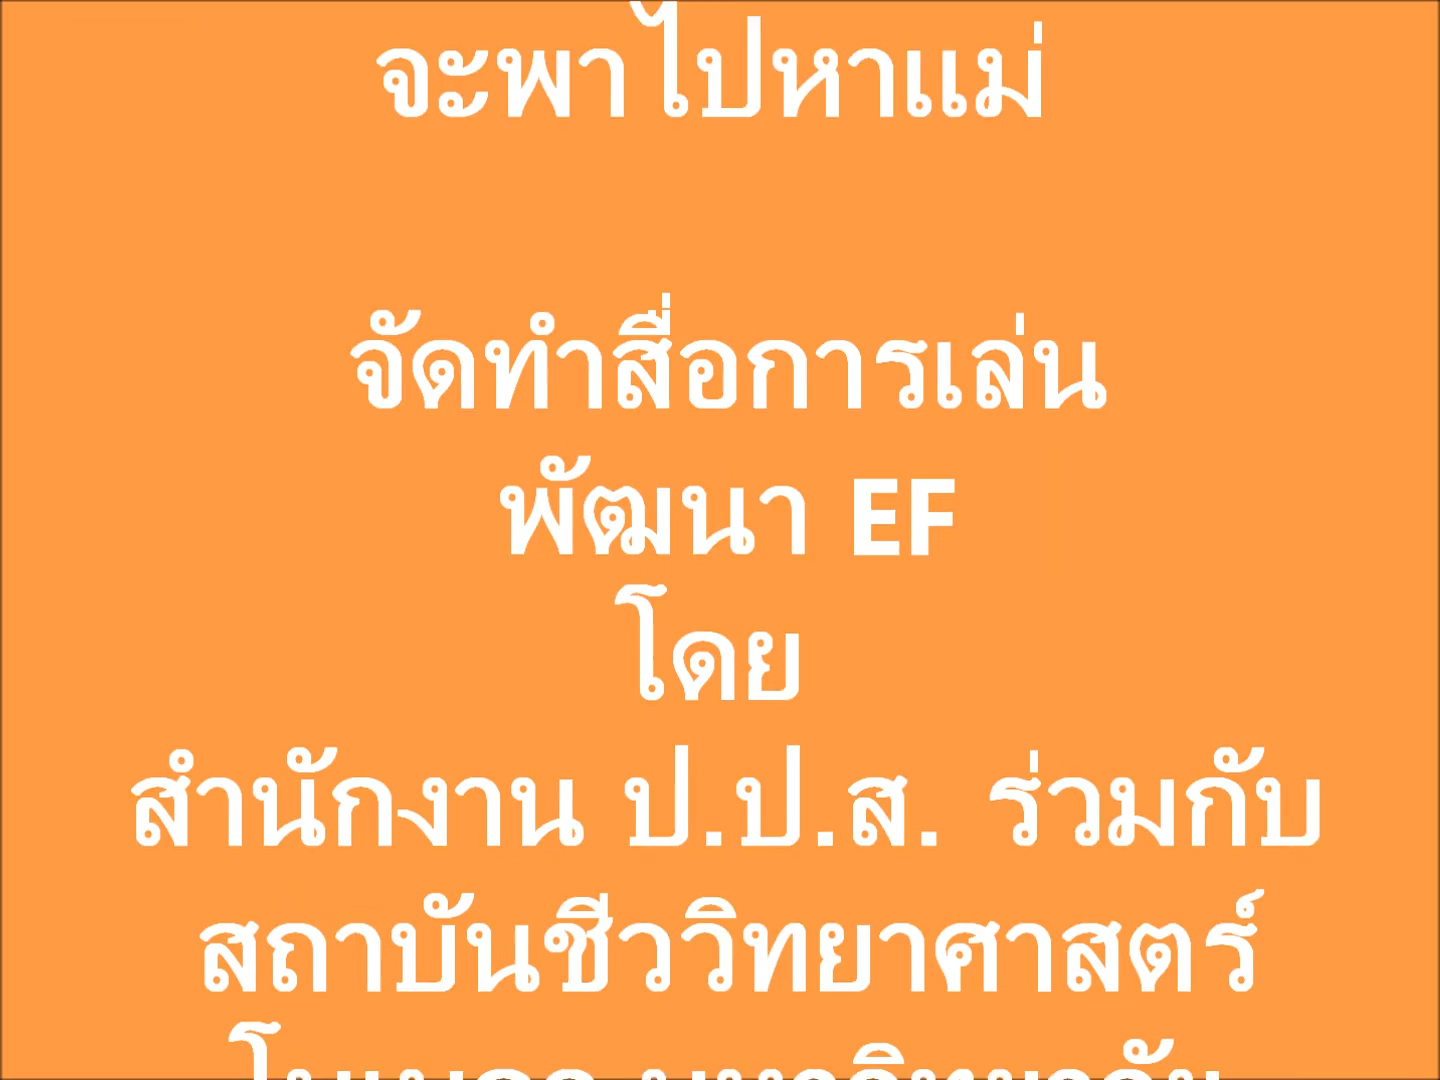 จะพาไปหาแม่
จัดทำสื่อการเล่น
พัฒนา EF
โดย
สำนักงาน ป.ป.ส. ร่วมกับ
สถาบันชีววิทยาศาสตร์